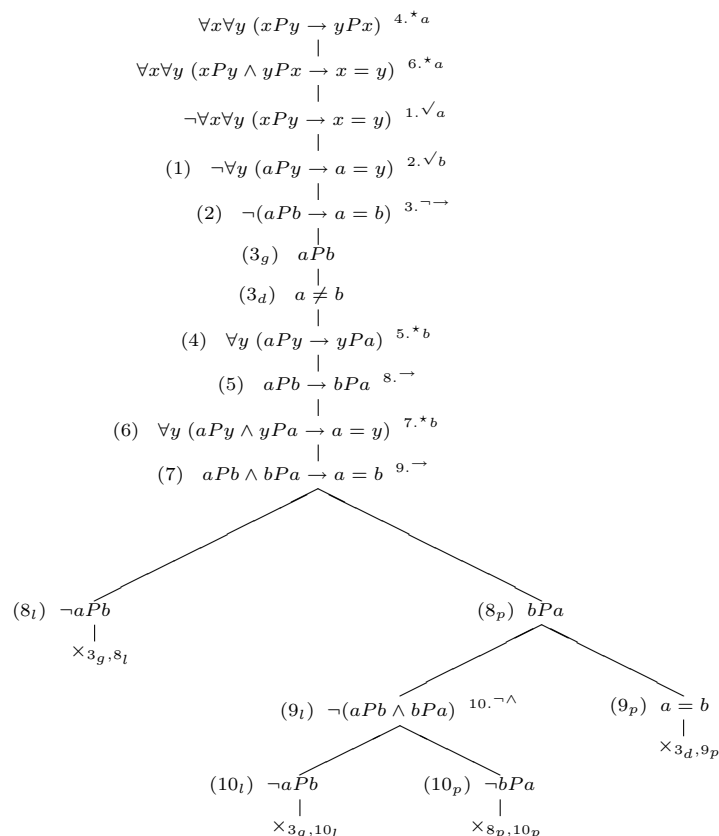 ∀x∀y (xPy → yPx) 4.⋆a
∀x∀y (xPy ∧ yPx → x = y) 6.⋆a
¬∀x∀y (xPy → x = y) 1.√a
(1) ¬∀y (aPy → a = y) 2.√b
(2) ¬(aPb → a = b) 3.¬→
(3g) aPb
(3d) a ≠ b
(4) ∀y (aPy → yPa) 5.⋆b
(5) aPb → bPa 8.→
(6) ∀y (aPy ∧ yPa → a = y) 7.⋆b
(7) aPb ∧ bPa → a = b 9.→
(8l) ¬aPb (8p) bPa
×3g,8l
(9l) ¬(aPb ∧ bPa) 10.¬∧ (9p) a = b
×3d,9p
(10l) ¬aPb (10p) ¬bPa
×3g,10l ×8p,10p